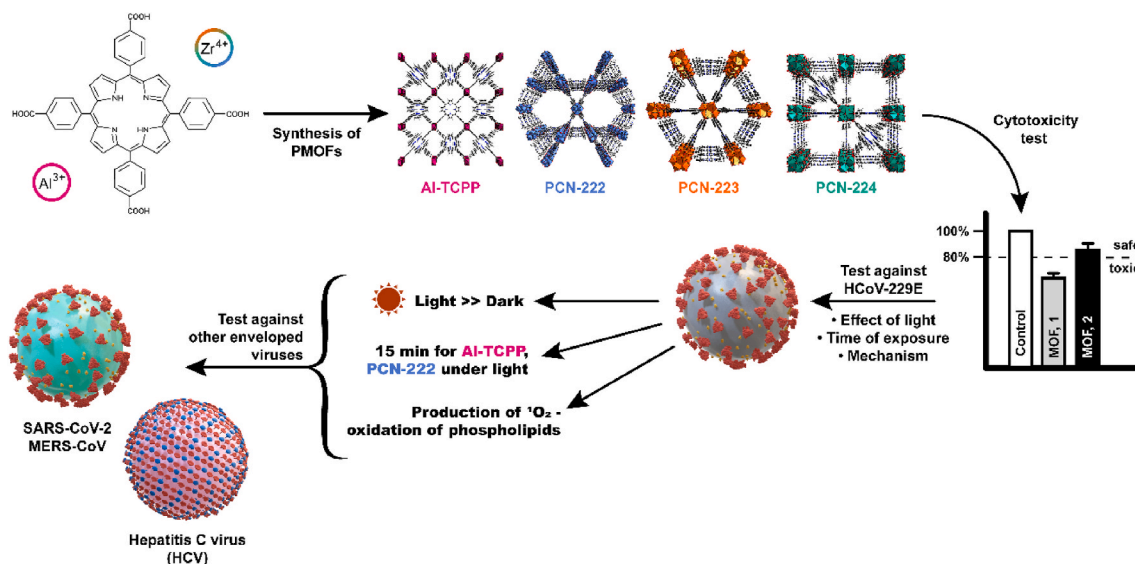 COOH
Zr⁴⁺
HOOC
NH
N
N
HN
COOH
Al³⁺
COOH
Synthesis of
PMOFs
Al-TCPP
PCN-222
PCN-223
PCN-224
Cytotoxicity
test
100%
80%
safe
toxic
Control
MOF, 1
MOF, 2
Test against
HCoV-229E
• Effect of light
• Time of exposure
• Mechanism
Light >> Dark
15 min for Al-TCPP,
PCN-222 under light
Production of ¹O₂ -
oxidation of phospholipids
Test against
other enveloped
viruses
SARS-CoV-2
MERS-CoV
Hepatitis C virus
(HCV)